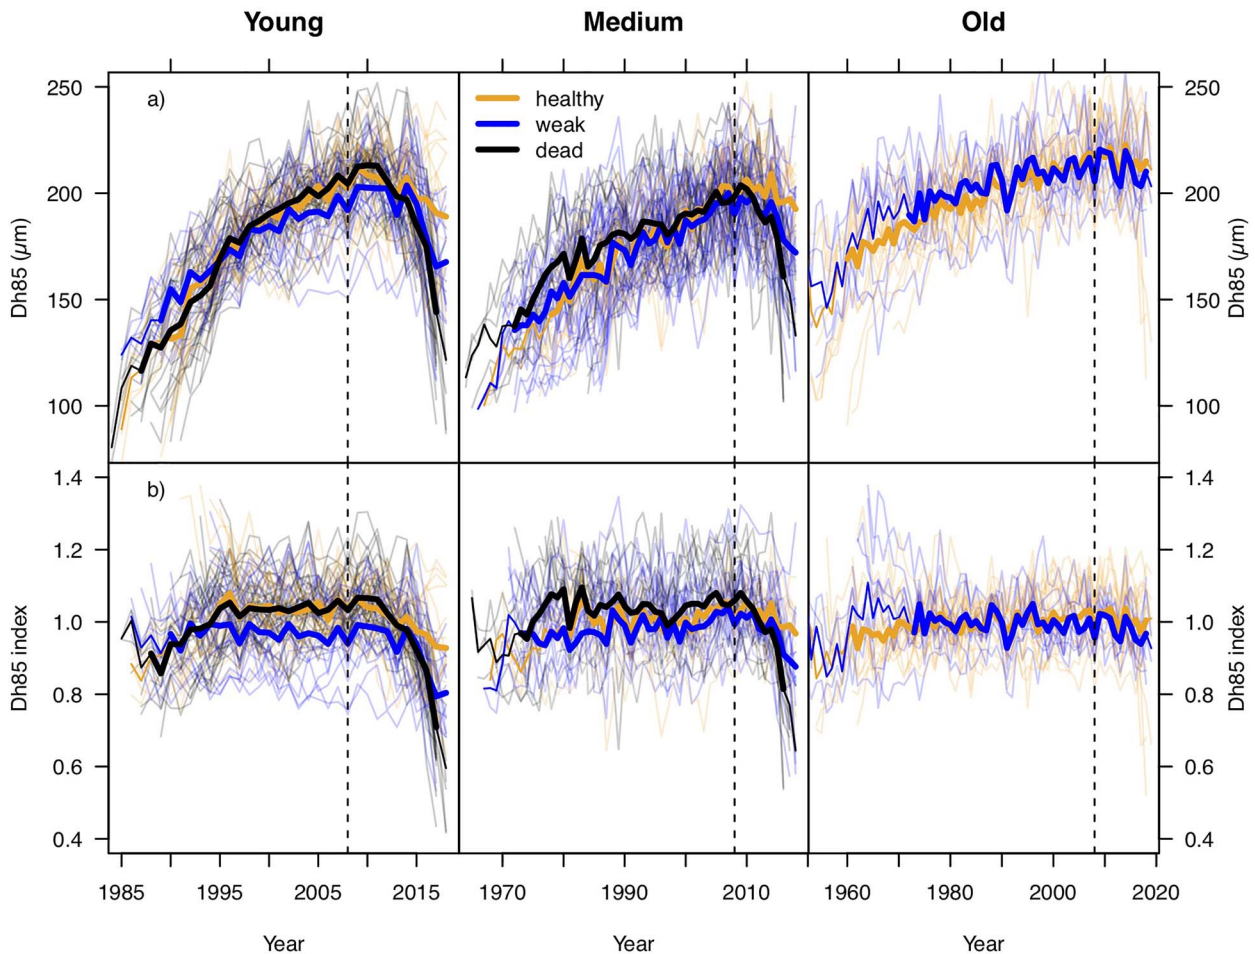 Young Medium Old
a)
healthy
weak
dead
250
200
150
100
Dh85 (µm)
250
200
150
100
Dh85 (µm)
b)
1.4
1.2
1.0
0.8
0.6
0.4
Dh85 index
1.4
1.2
1.0
0.8
0.6
0.4
Dh85 index
1985 1995 2005 2015 1970 1990 2010 1960 1980 2000 2020
Year Year Year